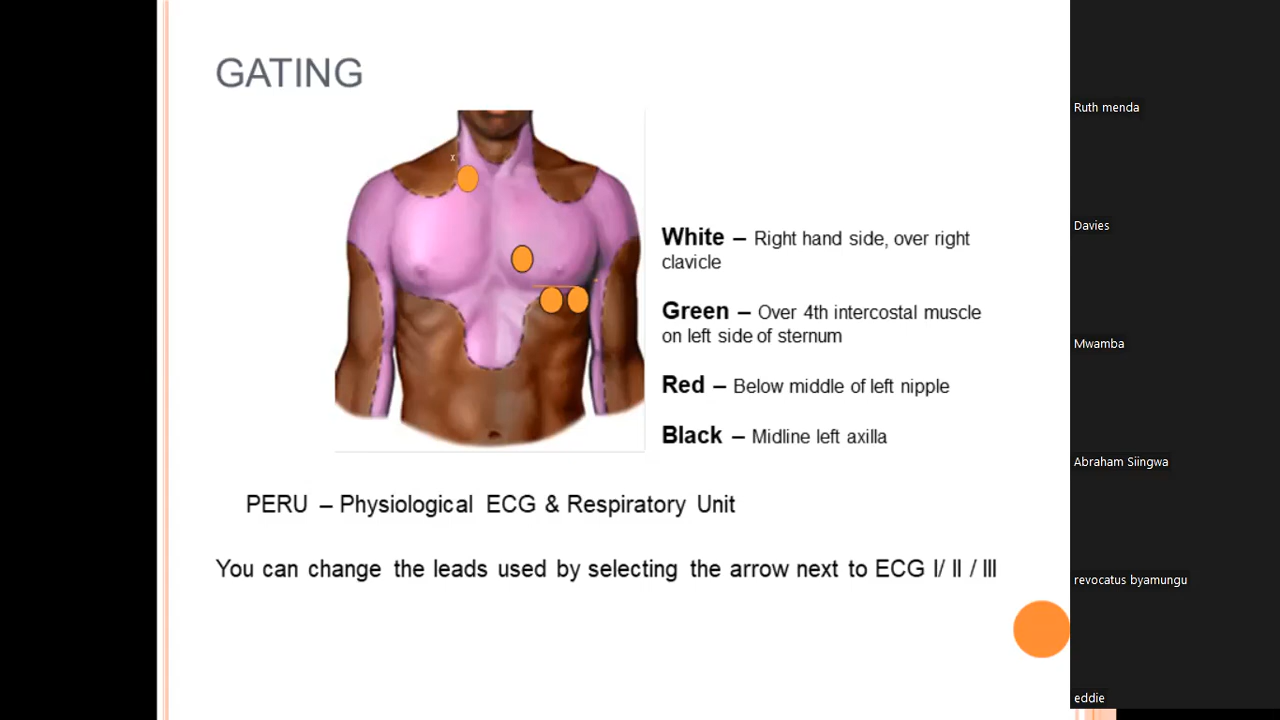 GATING
x
White – Right hand side, over right
clavicle
Green – Over 4th intercostal muscle
on left side of sternum
Red – Below middle of left nipple
Black – Midline left axilla
PERU – Physiological ECG & Respiratory Unit
You can change the leads used by selecting the arrow next to ECG I/ II / III
Ruth menda
Davies
Mwamba
Abraham Siingwa
revocatus byamungu
eddie